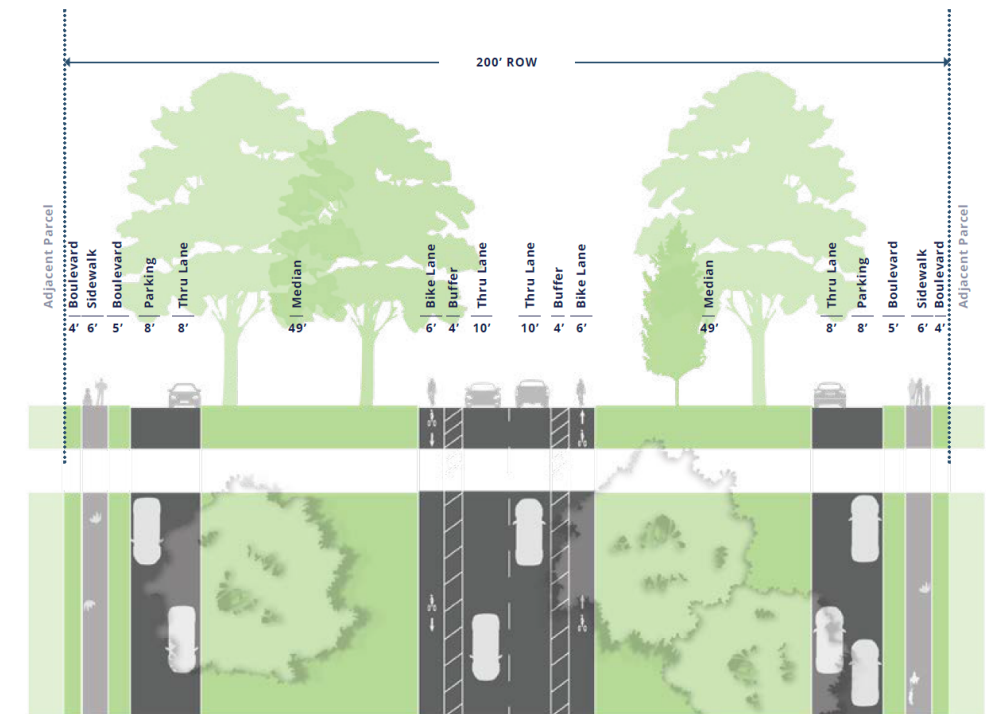 200’ ROW
Adjacent Parcel
Boulevard
4’
Sidewalk
6’
Boulevard
5’
Parking
8’
Thru Lane
8’
Median
49’
Bike Lane
6’
Buffer
4’
Thru Lane
10’
Thru Lane
10’
Buffer
4’
Bike Lane
6’
Median
49’
Thru Lane
8’
Parking
8’
Boulevard
5’
Sidewalk
6’
Boulevard
4’
Adjacent Parcel